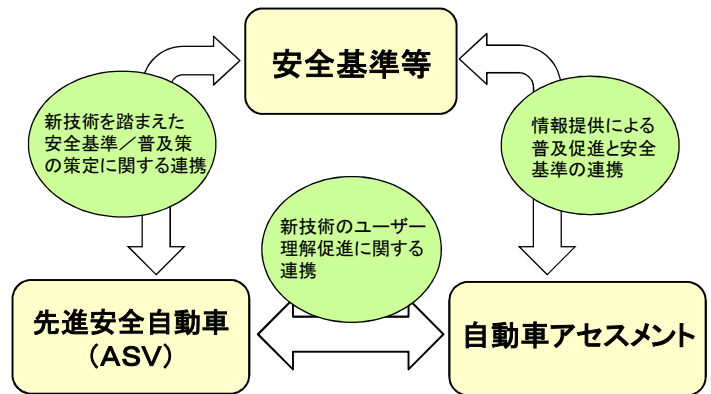 安全基準等
新技術を踏まえた
安全基準／普及策
の策定に関する連携
情報提供による
普及促進と安全
基準の連携
新技術のユーザー
理解促進に関する
連携
先進安全自動車
（ASV）
自動車アセスメント